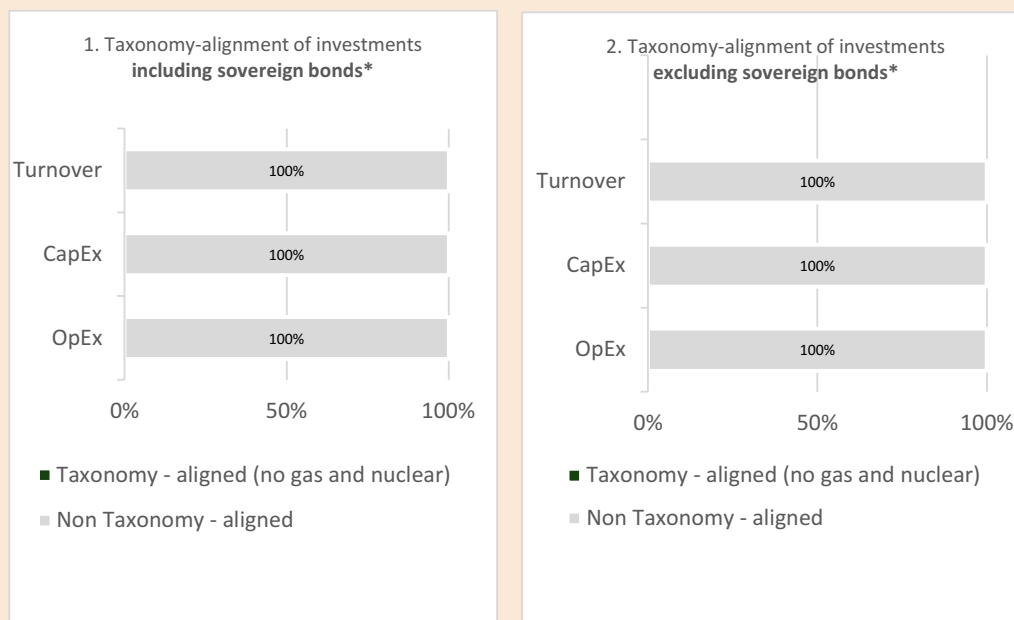 1. Taxonomy-alignment of investments
including sovereign bonds*
Turnover
100%
CapEx
100%
OpEx
100%
0%
50%
100%
Taxonomy - aligned (no gas and nuclear)
Non Taxonomy - aligned
2. Taxonomy-alignment of investments
excluding sovereign bonds*
Turnover
100%
CapEx
100%
OpEx
100%
0%
50%
100%
Taxonomy - aligned (no gas and nuclear)
Non Taxonomy - aligned